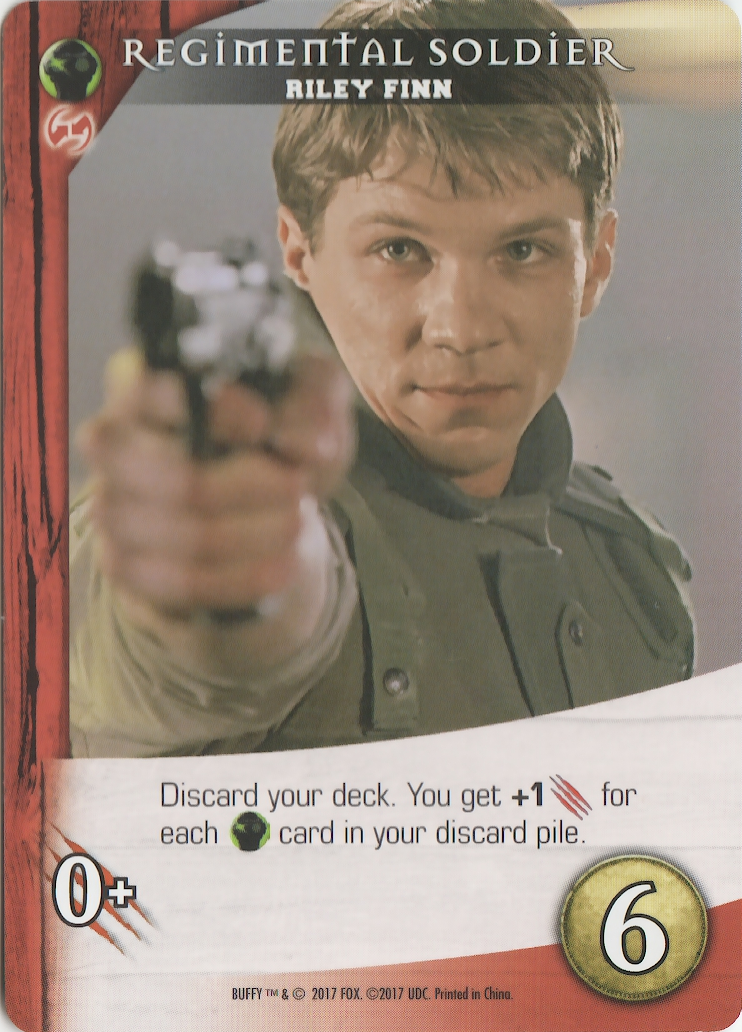 REGIMENTAL SOLDIER
RILEY FINN
Discard your deck. You get +1 for
each card in your discard pile.
0+
6
BUFFY ™ & © 2017 FOX. ©2017 UDC. Printed in China.